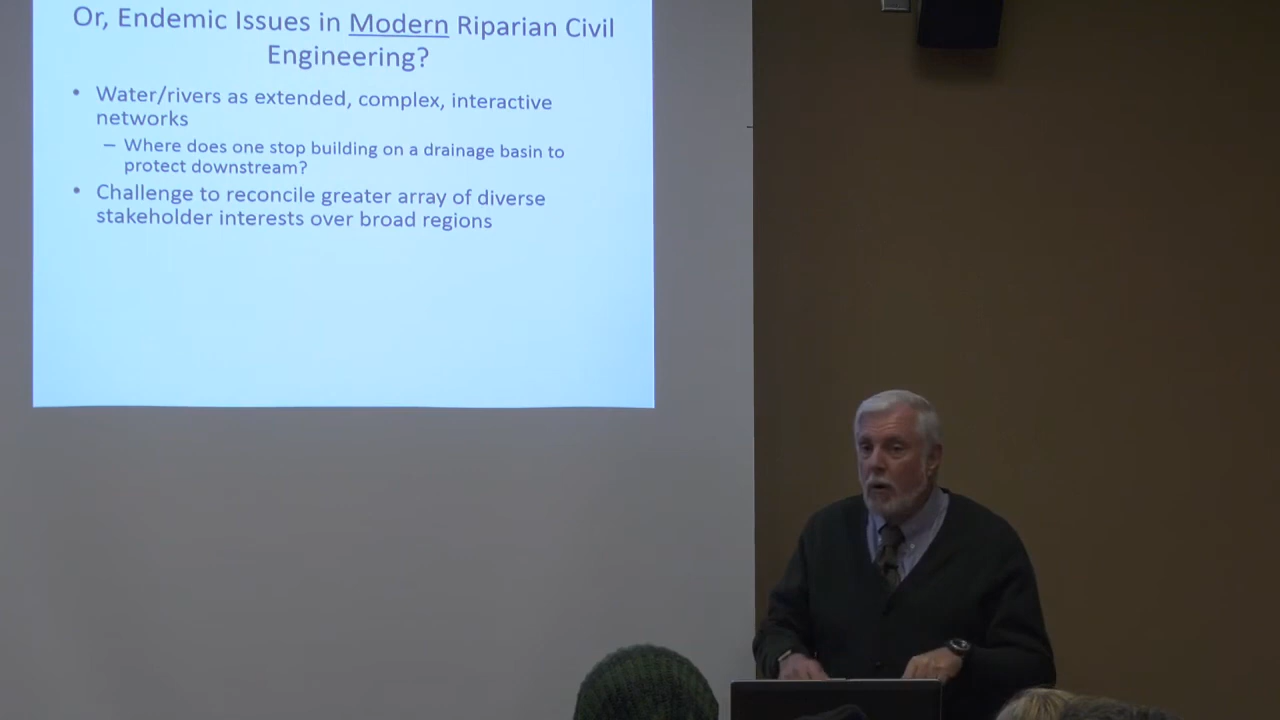 Or, Endemic Issues in Modern Riparian Civil
Engineering?
• Water/rivers as extended, complex, interactive
networks
– Where does one stop building on a drainage basin to
protect downstream?
• Challenge to reconcile greater array of diverse
stakeholder interests over broad regions